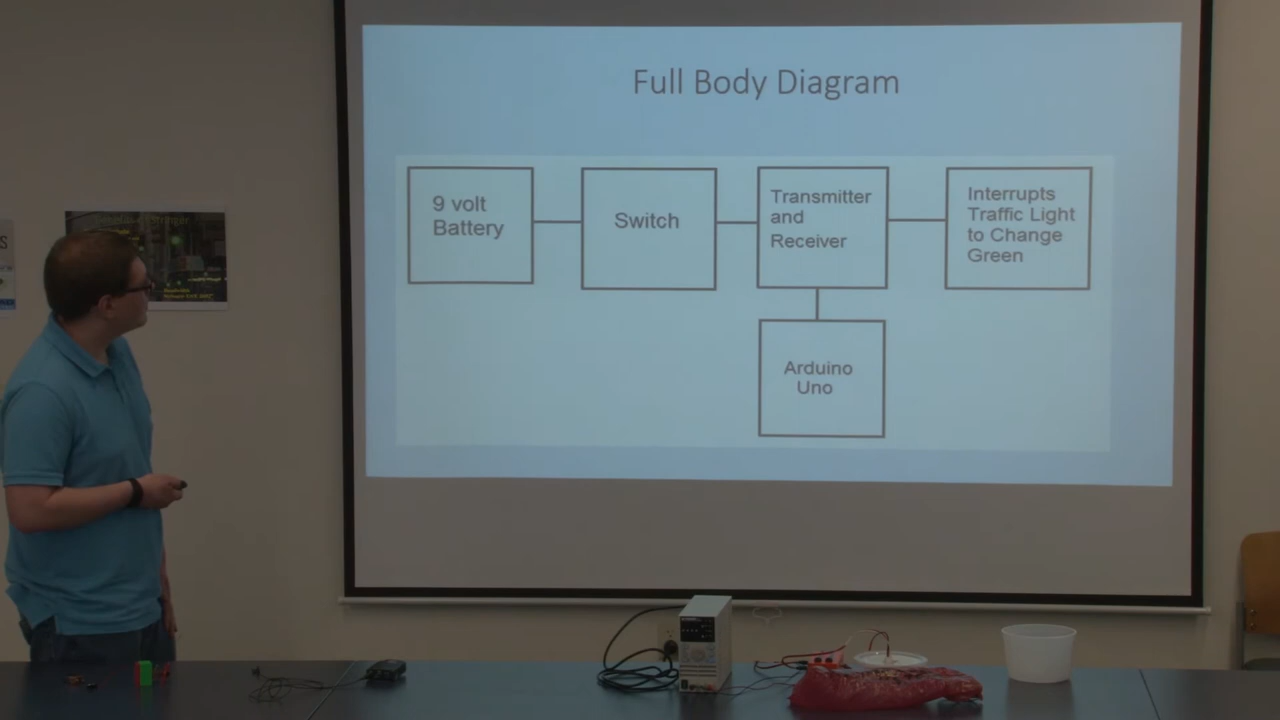 Full Body Diagram
9 volt
Battery
Switch
Transmitter
and
Receiver
Interrupts
Traffic Light
to Change
Green
Arduino
Uno